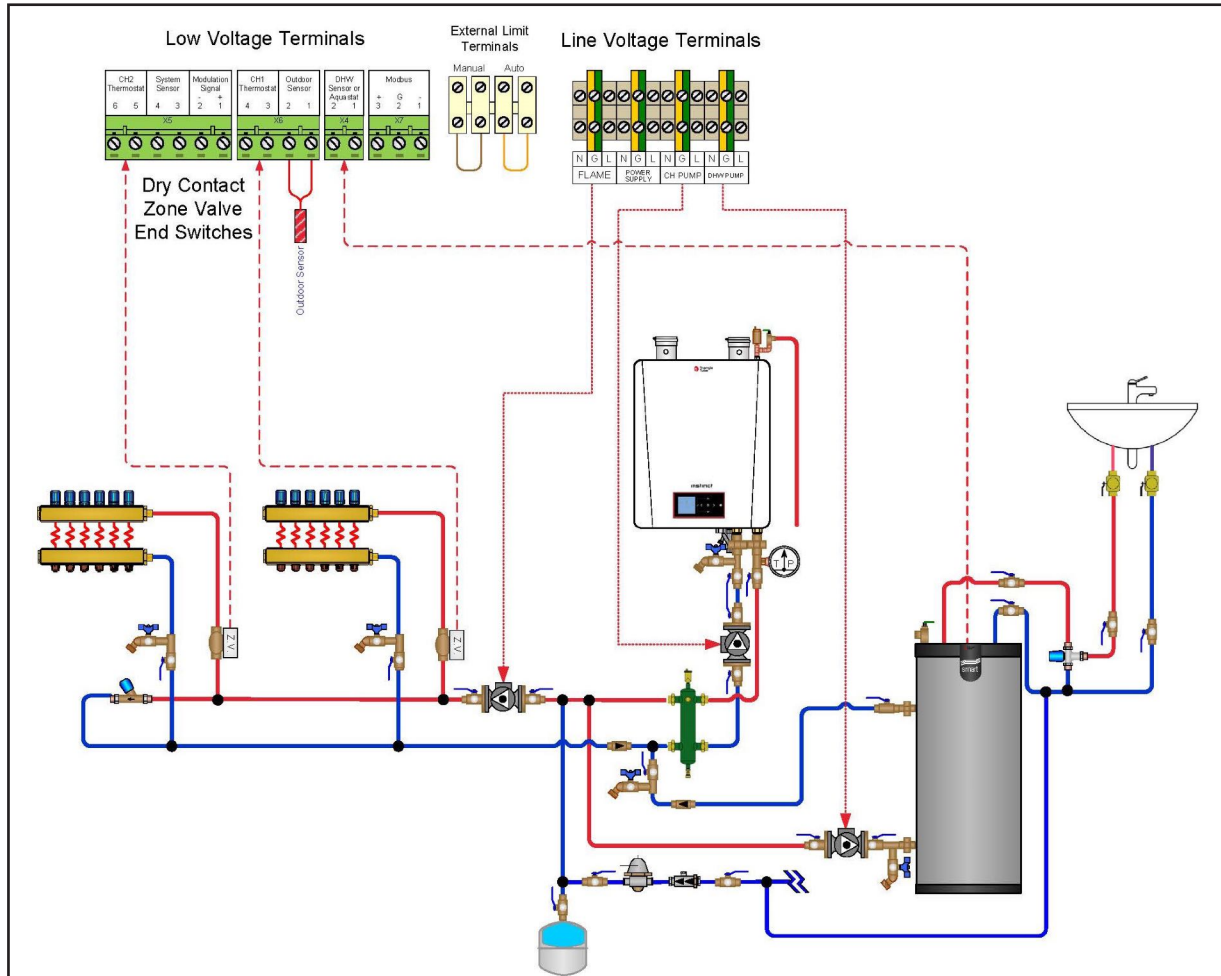 Low Voltage Terminals
External Limit
Terminals
Line Voltage Terminals
Manual Auto
CH2
Thermostat
6 5
System
Sensor
4 3
Modulation
Signal
- +
2 1
X5
CH1
Thermostat
4 3
Outdoor
Sensor
2 1
X6
DHW
Sensor or
Aquastat
2 1
X4
Modbus
+ G -
3 2 1
X7
N G L N G L N G L N G L
FLAME
POWER
SUPPLY
CH PUMP
DHW PUMP
Dry Contact
Zone Valve
End Switches
Outdoor Sensor
instinct
T P
Z.V.
Z.V.
smart